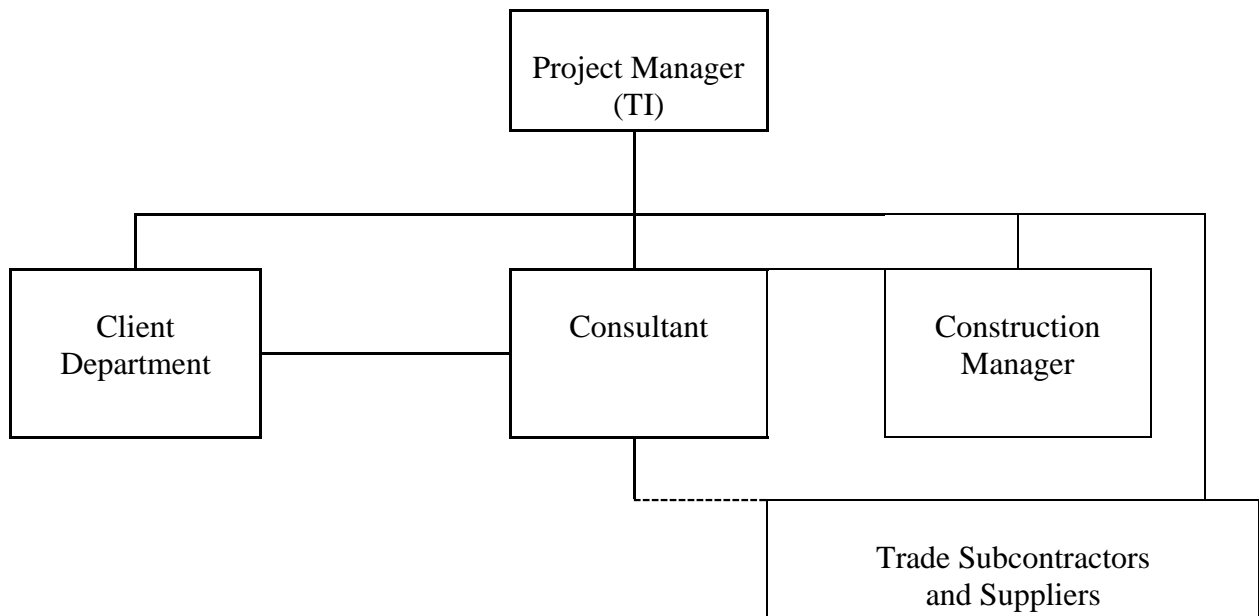 Project Manager
(TI)
Client
Department
Consultant
Construction
Manager
Trade Subcontractors
and Suppliers